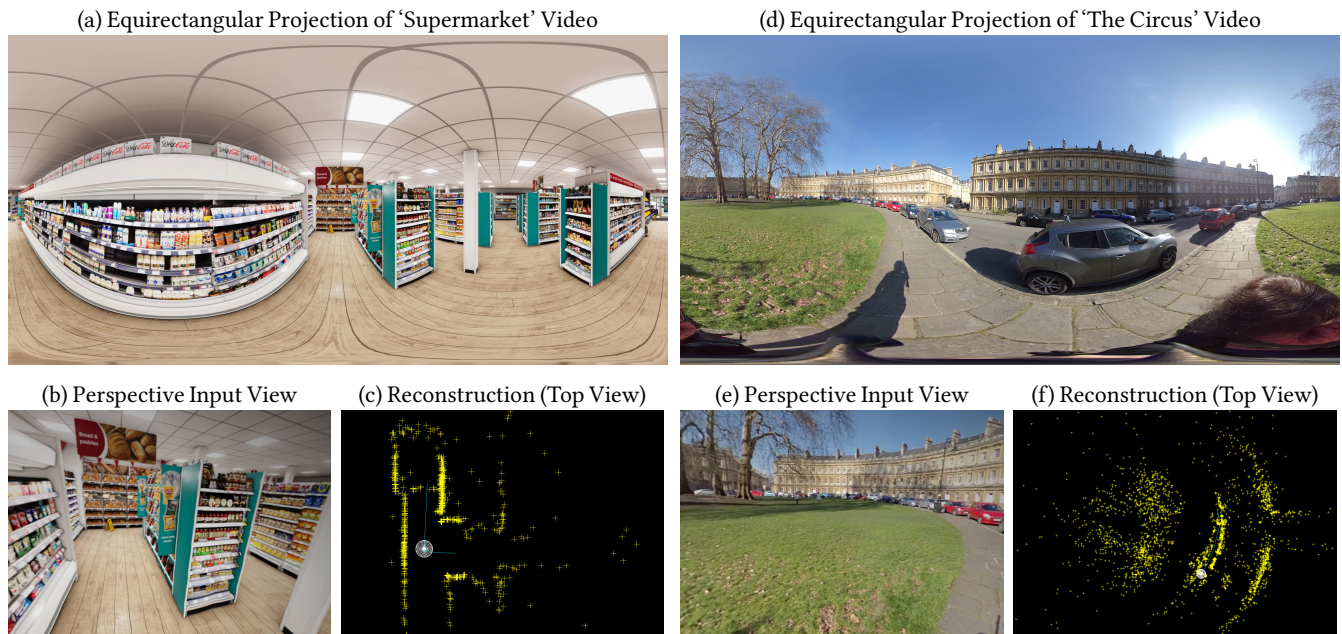 (a) Equirectangular Projection of ‘Supermarket’ Video
(d) Equirectangular Projection of ‘The Circus’ Video
(b) Perspective Input View
(c) Reconstruction (Top View)
(e) Perspective Input View
(f) Reconstruction (Top View)
Bread &
pastries